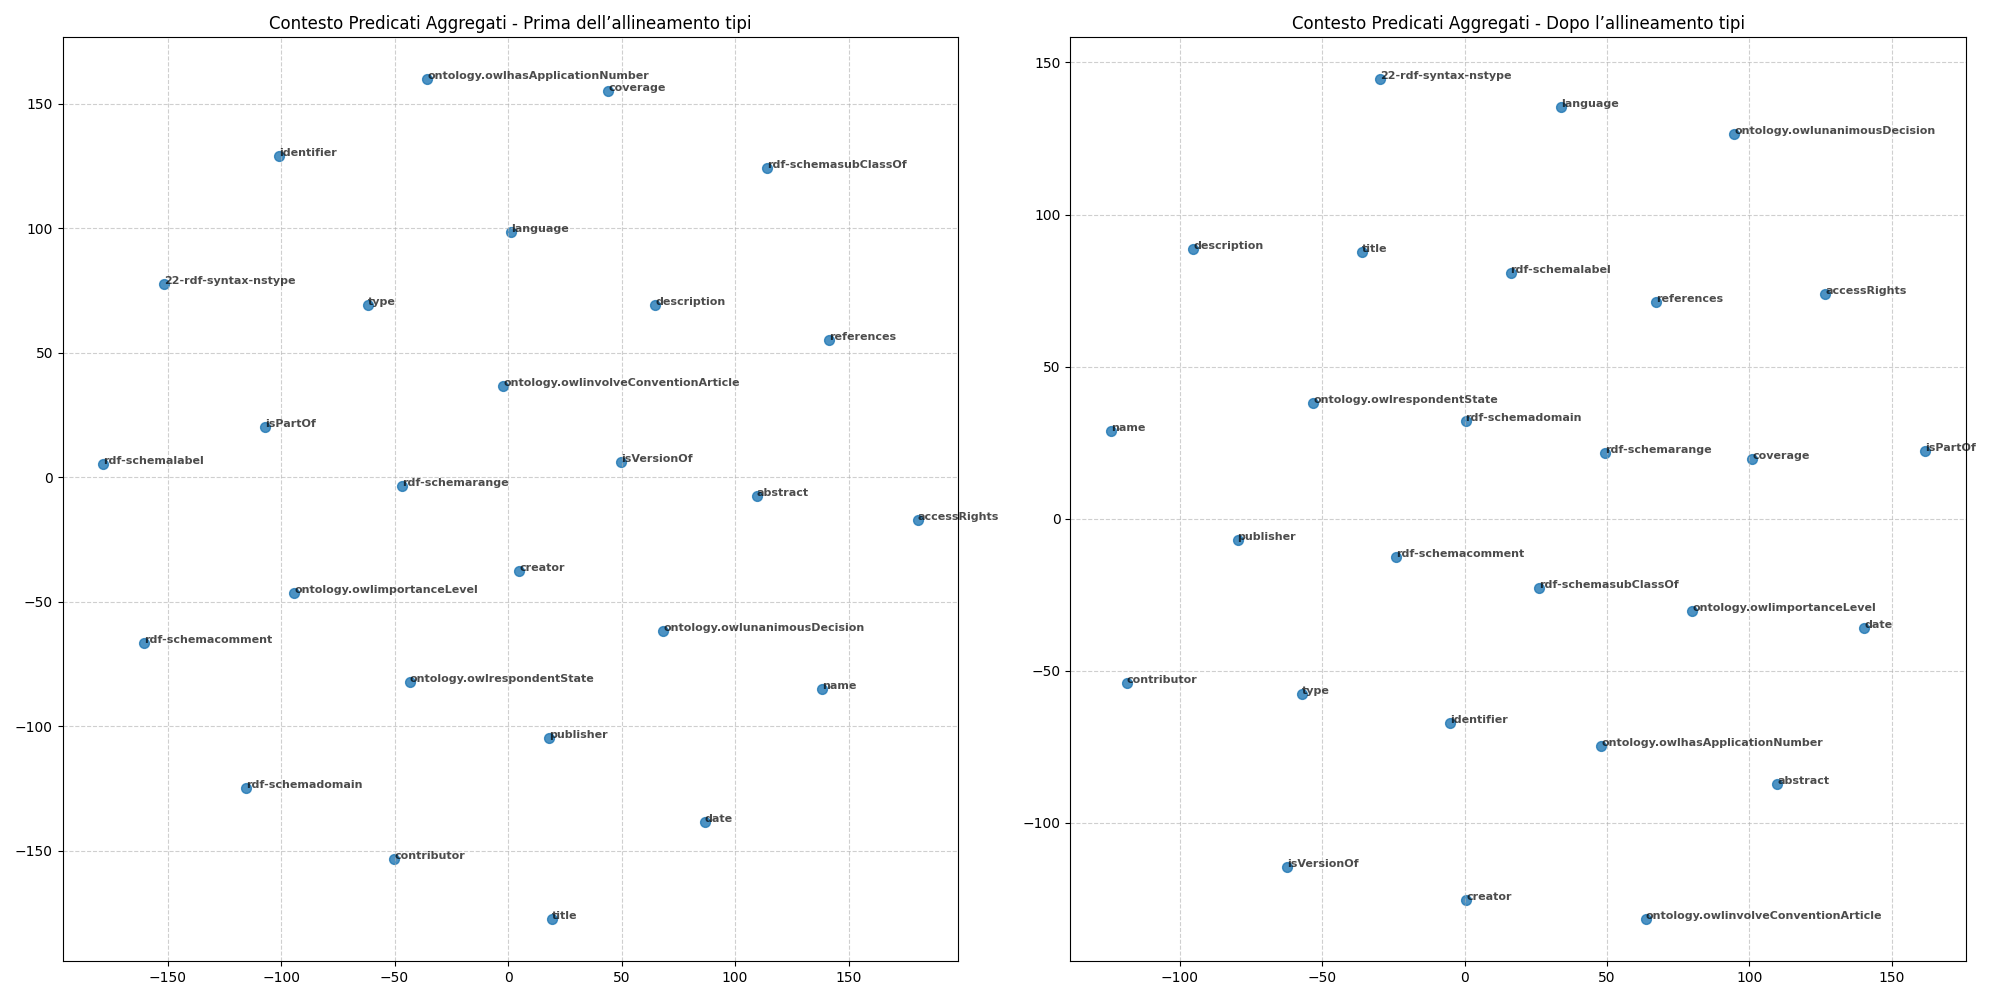 Contesto Predicati Aggregati - Prima dell’allineamento tipi
ontology.owlhasApplicationNumber
coverage
identifier
rdf-schemasubClassOf
language
22-rdf-syntax-nstype
type
description
references
ontology.owlinvolveConventionArticle
isPartOf
rdf-schemalabel
isVersionOf
rdf-schemarange
abstract
accessRights
creator
ontology.owlimportanceLevel
ontology.owlunanimousDecision
rdf-schemacomment
ontology.owlrespondentState
name
publisher
rdf-schemadomain
date
contributor
title
150
100
50
0
−50
−100
−150
−150 −100 −50 0 50 100 150
Contesto Predicati Aggregati - Dopo l’allineamento tipi
22-rdf-syntax-nstype
language
ontology.owlunanimousDecision
description
title
rdf-schemalabel
references
accessRights
ontology.owlrespondentState
rdf-schemadomain
name
rdf-schemarange
coverage
isPartOf
publisher
rdf-schemacomment
rdf-schemasubClassOf
ontology.owlimportanceLevel
date
contributor
type
identifier
ontology.owlhasApplicationNumber
abstract
isVersionOf
creator
ontology.owlinvolveConventionArticle
150
100
50
0
−50
−100
−100 −50 0 50 100 150